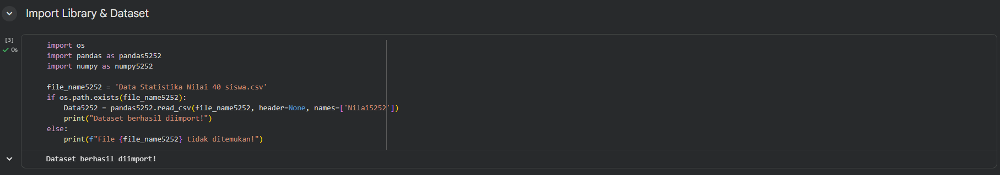 Import Library & Dataset
[3]
0s
import os
import pandas as pandas5252
import numpy as numpy5252
file_name5252 = 'Data Statistika Nilai 40 siswa.csv'
if os.path.exists(file_name5252):
    Data5252 = pandas5252.read_csv(file_name5252, header=None, names=['Nilai5252'])
    print("Dataset berhasil diimport!")
else:
    print(f"File {file_name5252} tidak ditemukan!")
Dataset berhasil diimport!